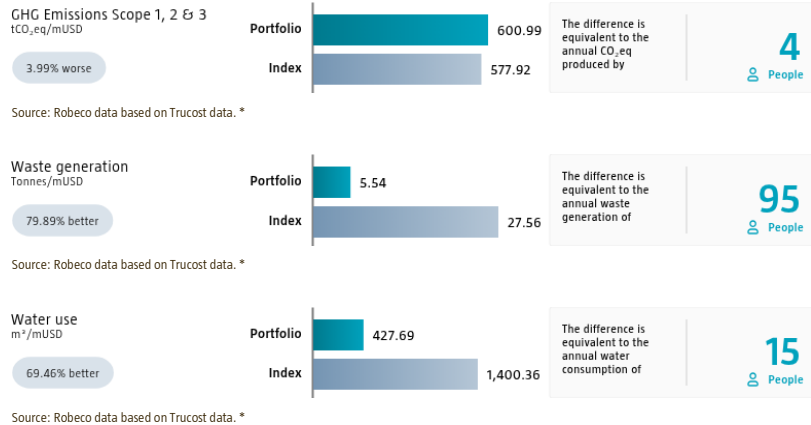 GHG Emissions Scope 1, 2 & 3
tCO₂eq/mUSD
3.99% worse
Portfolio
600.99
Index
577.92
The difference is
equivalent to the
annual CO₂eq
produced by
4
People
Source: Robeco data based on Trucost data. *
Waste generation
Tonnes/mUSD
79.89% better
Portfolio
5.54
Index
27.56
The difference is
equivalent to the
annual waste
generation of
95
People
Source: Robeco data based on Trucost data. *
Water use
m³/mUSD
69.46% better
Portfolio
427.69
Index
1,400.36
The difference is
equivalent to the
annual water
consumption of
15
People
Source: Robeco data based on Trucost data. *